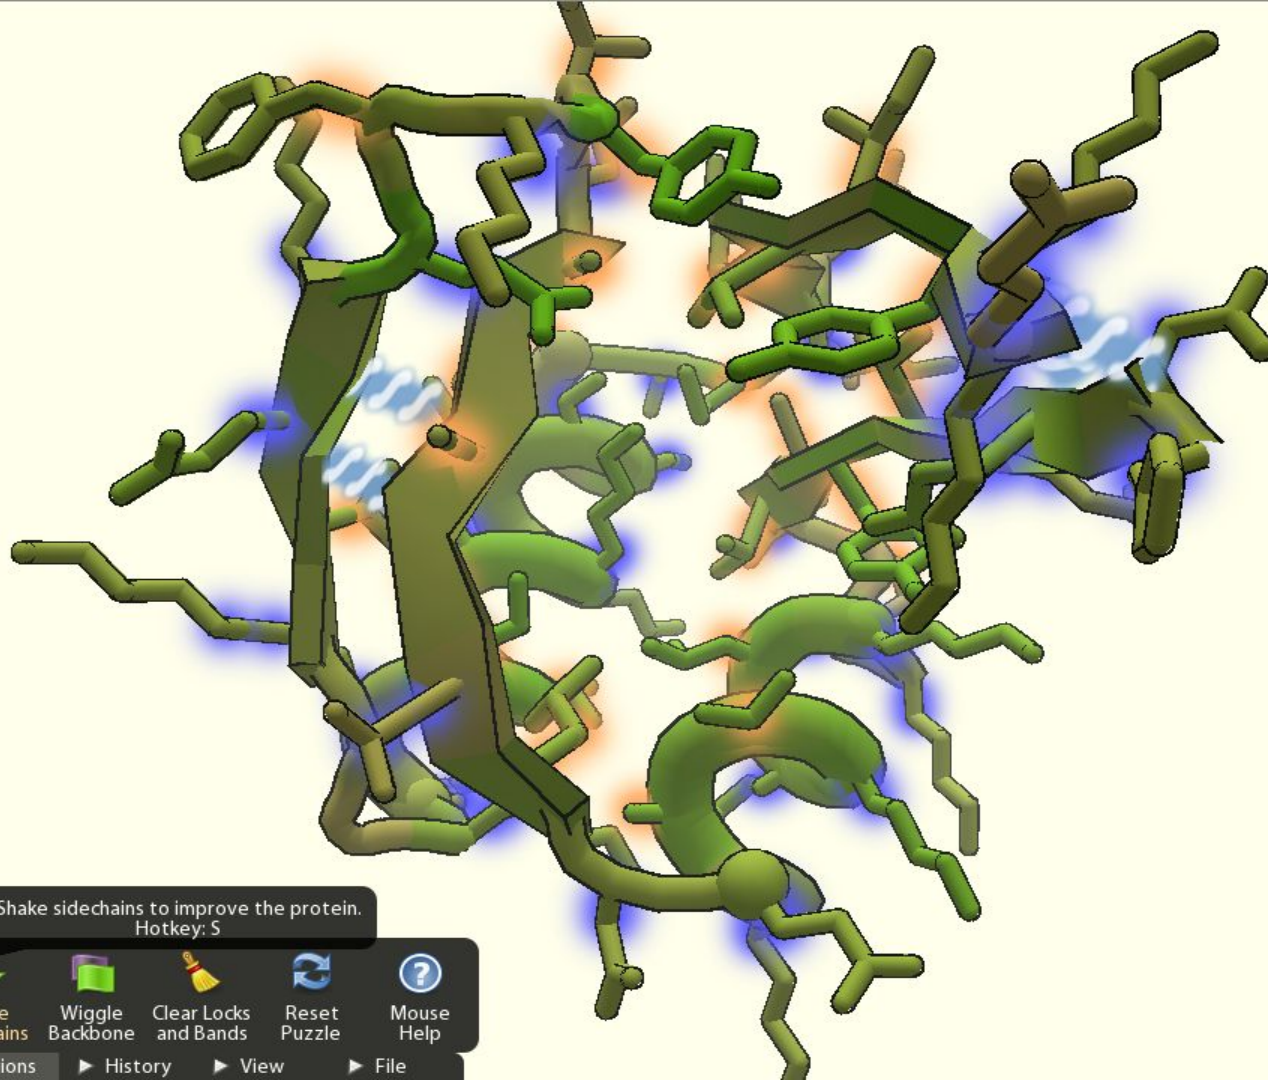 Shake sidechains to improve the protein.
Hotkey: S
Wiggle
Backbone
Clear Locks
and Bands
Reset
Puzzle
Mouse
Help
▶ History
▶ View
▶ File